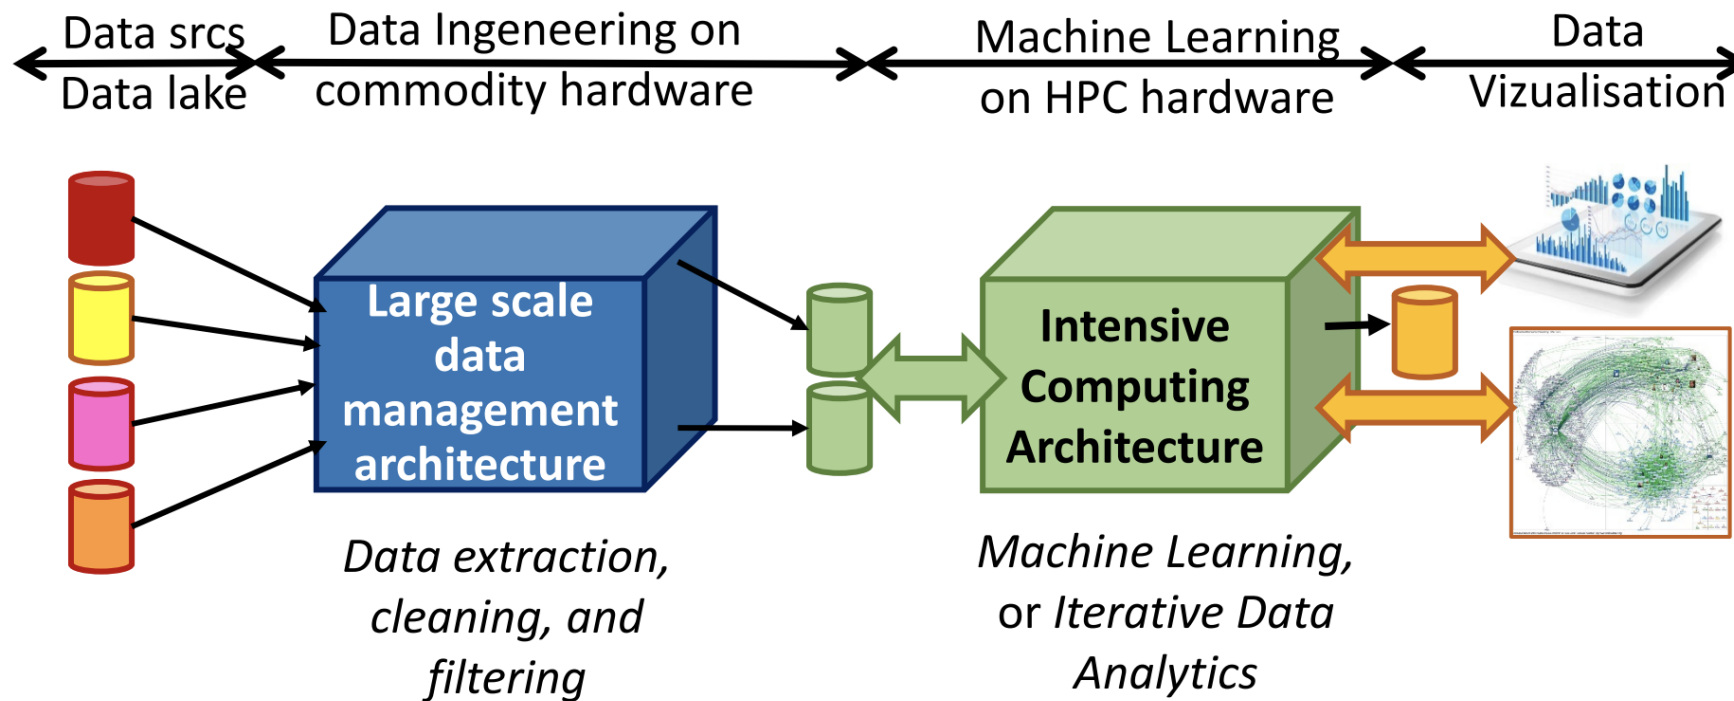 Data srcs
Data lake
Data Ingeneering on
commodity hardware
Machine Learning
on HPC hardware
Data
Vizualisation
Large scale
data
management
architecture
Intensive
Computing
Architecture
Data extraction,
cleaning, and
filtering
Machine Learning,
or Iterative Data
Analytics